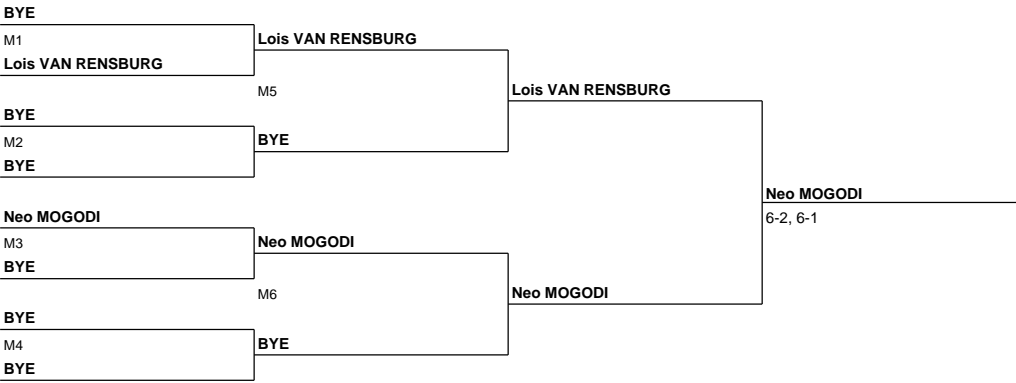 BYE
M1
Lois VAN RENSBURG
Lois VAN RENSBURG
M5
Lois VAN RENSBURG
BYE
M2
BYE
BYE
Neo MOGODI
6-2, 6-1
Neo MOGODI
M3
BYE
Neo MOGODI
M6
Neo MOGODI
BYE
M4
BYE
BYE